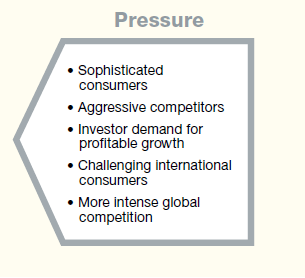 Pressure
• Sophisticated
consumers
• Aggressive competitors
• Investor demand for
profitable growth
• Challenging international
consumers
• More intense global
competition